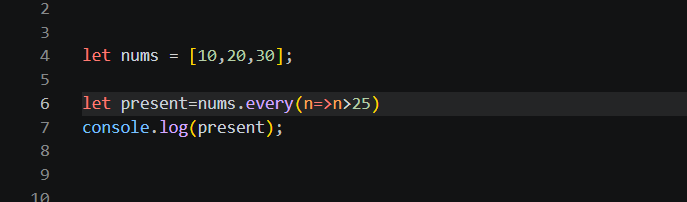 2
3
4 let nums = [10,20,30];
5
6 let present=nums.every(n=>n>25)
7 console.log(present);
8
9
10